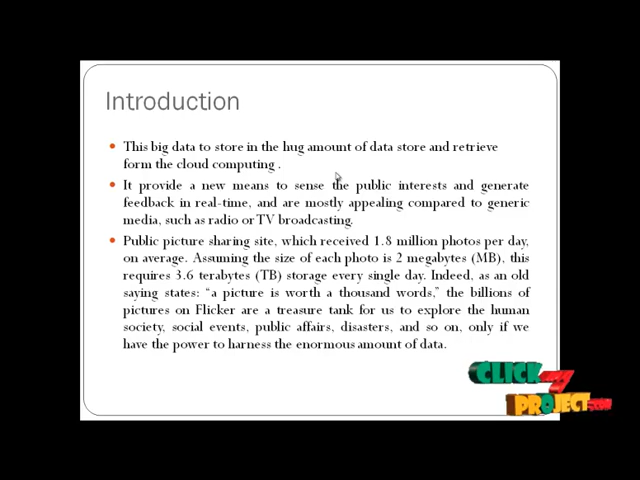 Introduction
This big data to store in the hug amount of data store and retrieve
form the cloud computing .
It provide a new means to sense the public interests and generate
feedback in real-time, and are mostly appealing compared to generic
media, such as radio or TV broadcasting.
Public picture sharing site, which received 1.8 million photos per day,
on average. Assuming the size of each photo is 2 megabytes (MB), this
requires 3.6 terabytes (TB) storage every single day. Indeed, as an old
saying states: “a picture is worth a thousand words,” the billions of
pictures on Flicker are a treasure tank for us to explore the human
society, social events, public affairs, disasters, and so on, only if we
have the power to harness the enormous amount of data.
CLICK
MY
PROJECT.COM